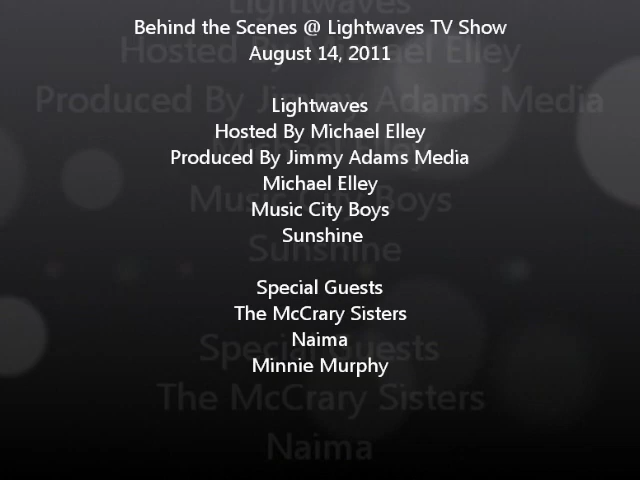 Behind the Scenes @ Lightwaves TV Show
August 14, 2011

Lightwaves
Hosted By Michael Elley
Produced By Jimmy Adams Media
Michael Elley
Music City Boys
Sunshine

Special Guests
The McCrary Sisters
Naima
Minnie Murphy